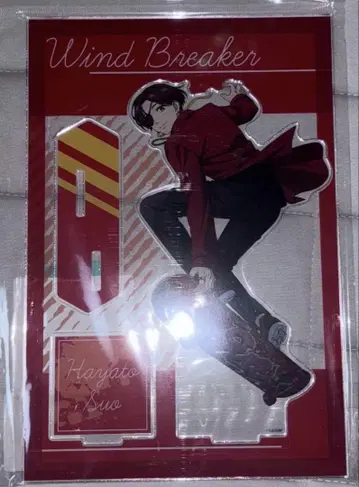 Wind Breaker
Hayato
Suo